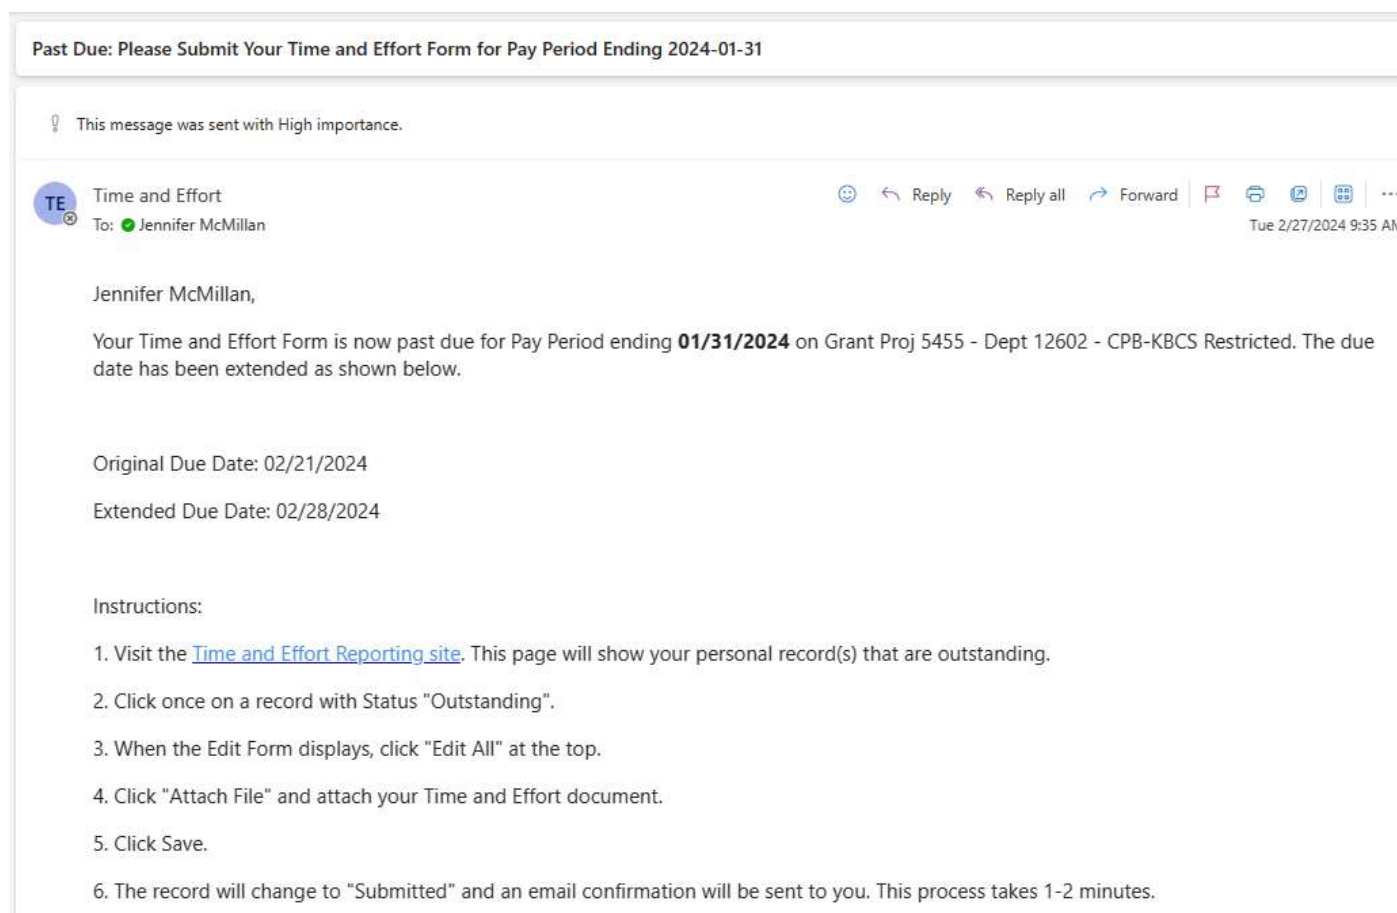 Past Due: Please Submit Your Time and Effort Form for Pay Period Ending 2024-01-31
This message was sent with High importance.
TE
Time and Effort
Reply
Reply all
Forward
To: Jennifer McMillan
Tue 2/27/2024 9:35 AM
Jennifer McMillan,
Your Time and Effort Form is now past due for Pay Period ending 01/31/2024 on Grant Proj 5455 - Dept 12602 - CPB-KBCS Restricted. The due
date has been extended as shown below.
Original Due Date: 02/21/2024
Extended Due Date: 02/28/2024
Instructions:
1. Visit the Time and Effort Reporting site. This page will show your personal record(s) that are outstanding.
2. Click once on a record with Status "Outstanding".
3. When the Edit Form displays, click "Edit All" at the top.
4. Click "Attach File" and attach your Time and Effort document.
5. Click Save.
6. The record will change to "Submitted" and an email confirmation will be sent to you. This process takes 1-2 minutes.